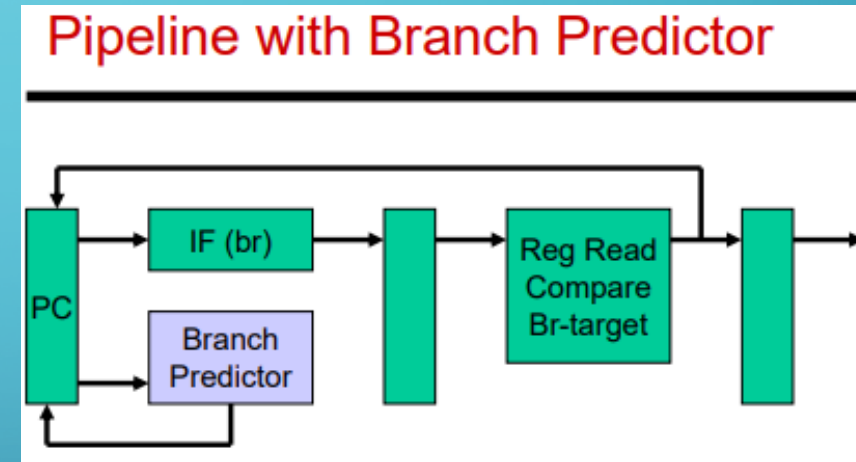 Pipeline with Branch Predictor
IF (br)
PC
Reg Read
Compare
Br-target
Branch
Predictor